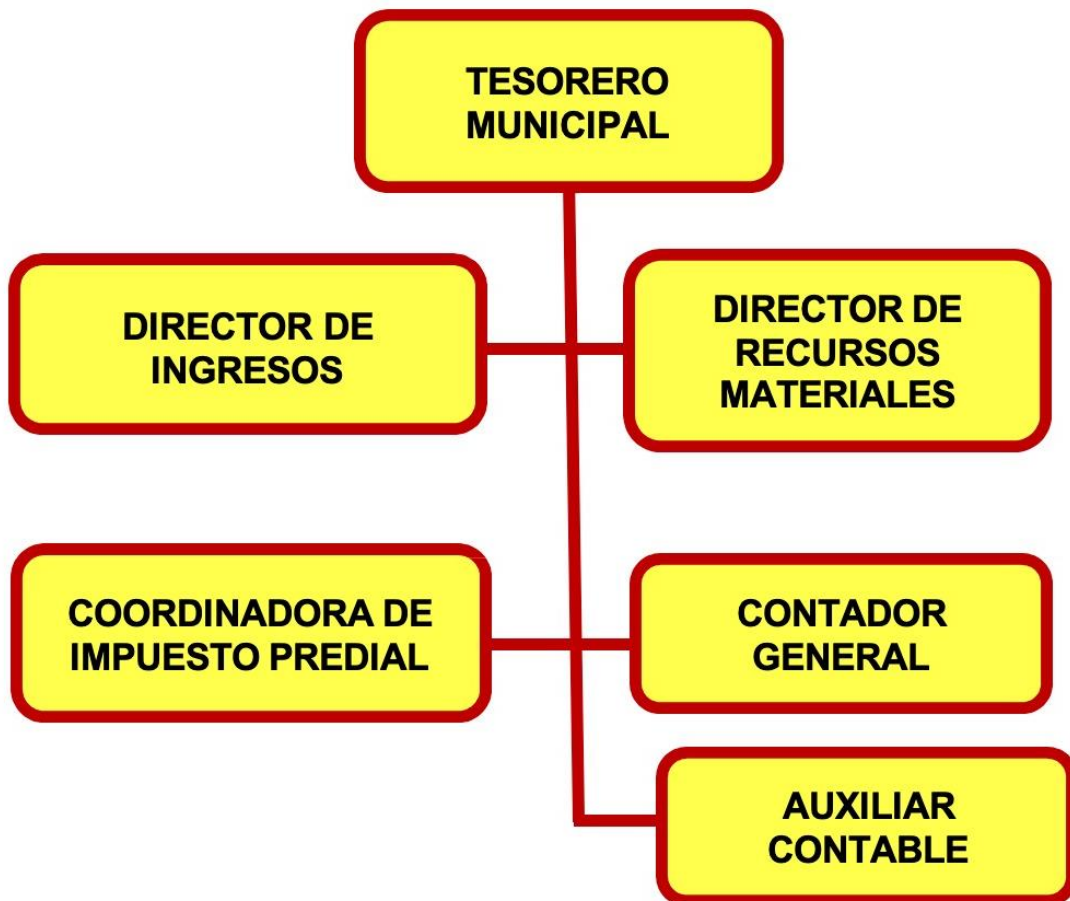 TESORERO
MUNICIPAL
DIRECTOR DE
INGRESOS
DIRECTOR DE
RECURSOS
MATERIALES
COORDINADORA DE
IMPUESTO PREDIAL
CONTADOR
GENERAL
AUXILIAR
CONTABLE